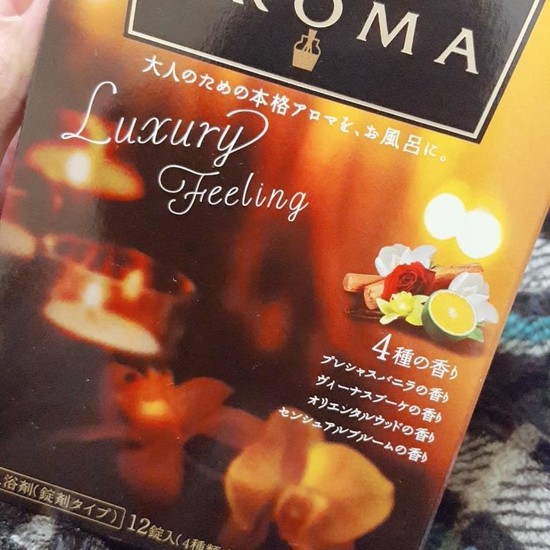 ROMA
大人のための本格アロマを、お風呂に。
Luxury
Feeling
4種の香り
プレシャスバニラの香り
ヴィーナスブーケの香り
オリエンタルウッドの香り
センシュアルブルームの香り
浴剤(錠剤タイプ) 12錠入(4種類